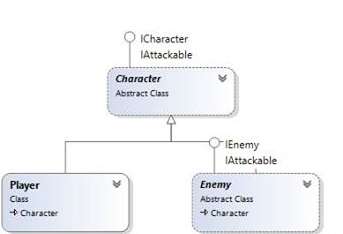 ICharacter
IAttackable
Character
Abstract Class
IEnemy
IAttackable
Player
Class
Character
Enemy
Abstract Class
Character